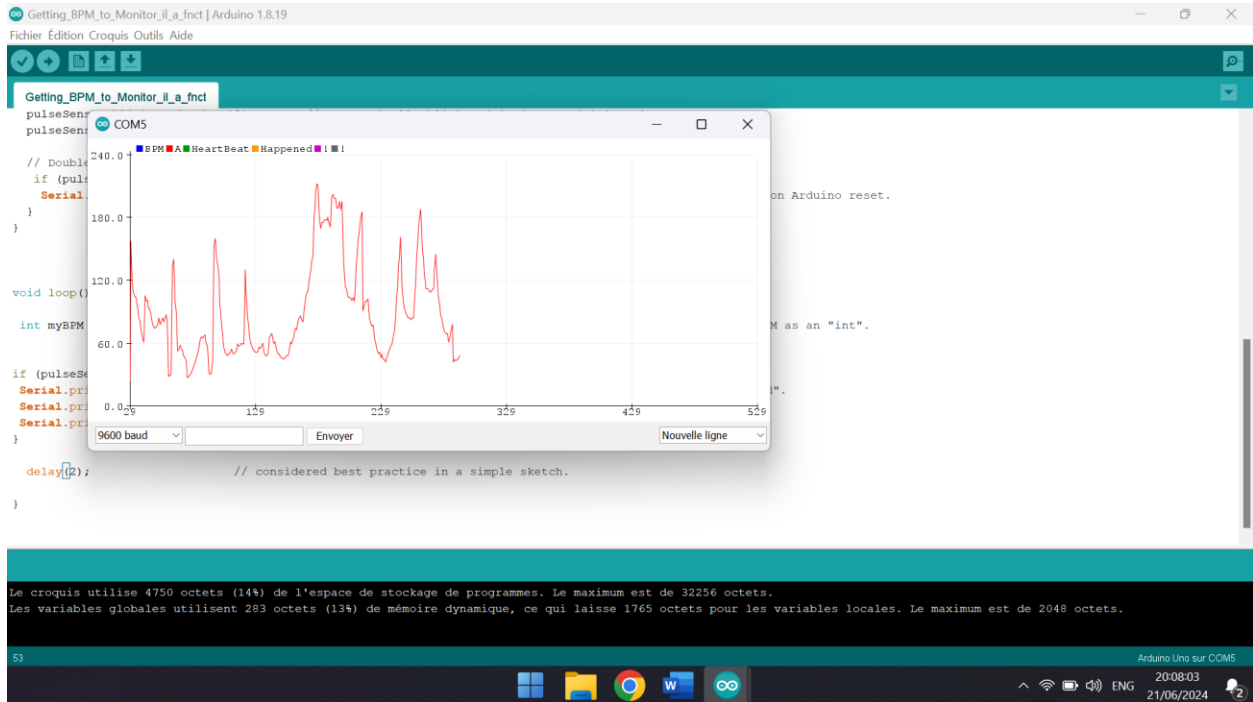 Getting_BPM_to_Monitor_il_a_fnct | Arduino 1.8.19
Fichier Édition Croquis Outils Aide
Getting_BPM_to_Monitor_il_a_fnct
pulseSens
pulseSen
// Double
if (puls
Serial.
on Arduino reset.
}
}
void loop()
int myBPM
M as an "int".
if (pulseSe
Serial.pri
".
Serial.pri
Serial.pri
}
delay(2); // considered best practice in a simple sketch.
}
COM5
BPM A HeartBeat Happened ! !
240.0
180.0
120.0
60.0
0.0
29 129 229 329 429 529
9600 baud Envoyer Nouvelle ligne
Le croquis utilise 4750 octets (14%) de l'espace de stockage de programmes. Le maximum est de 32256 octets.
Les variables globales utilisent 283 octets (13%) de mémoire dynamique, ce qui laisse 1765 octets pour les variables locales. Le maximum est de 2048 octets.
53 Arduino Uno sur COM5
W ENG 20:08:03
21/06/2024 2